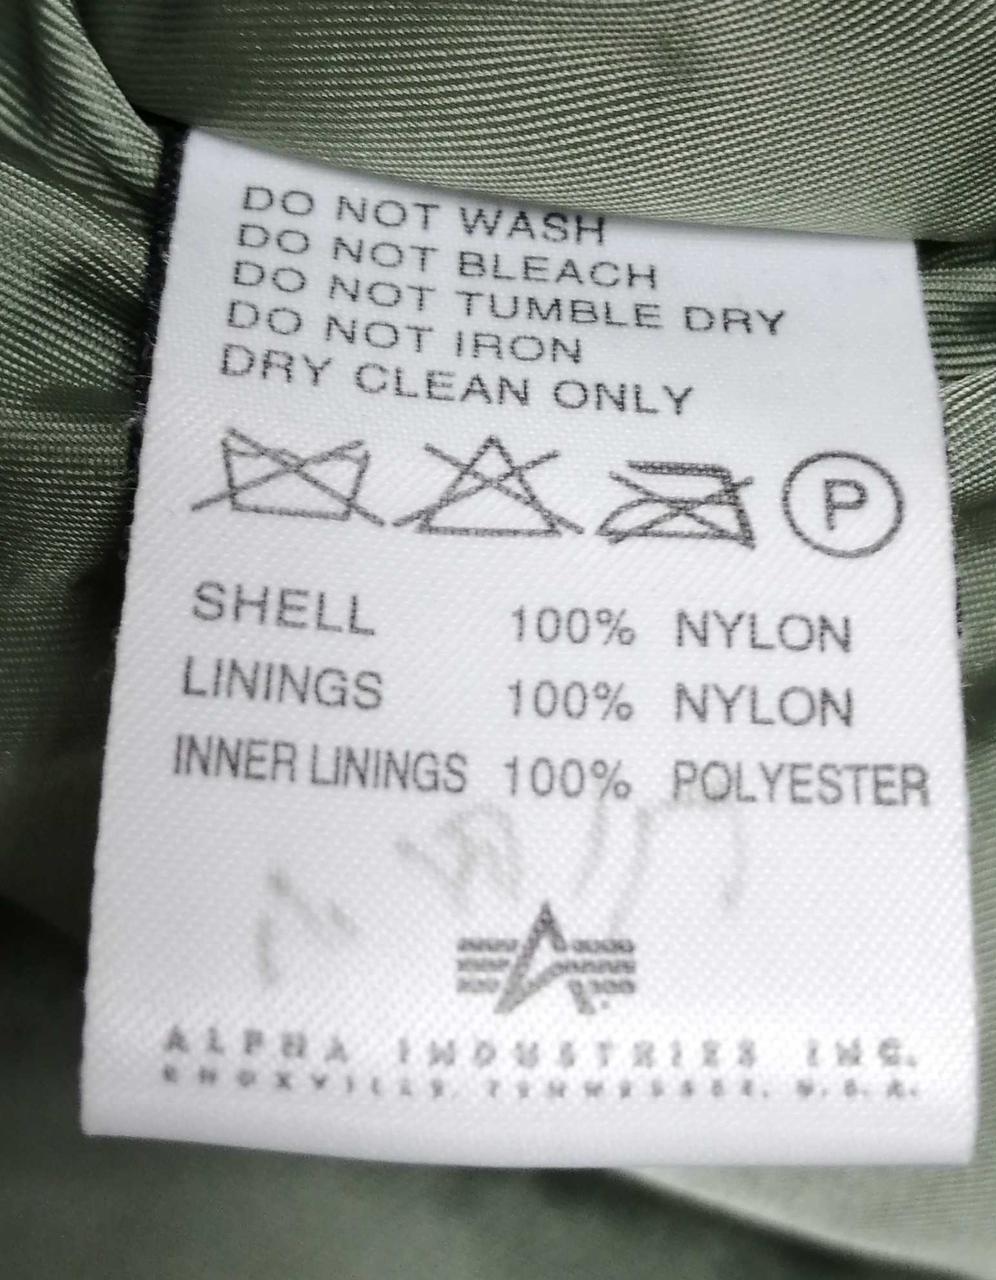 DO NOT WASH
DO NOT BLEACH
DO NOT TUMBLE DRY
DO NOT IRON
DRY CLEAN ONLY
P
SHELL 100% NYLON
LININGS 100% NYLON
INNER LININGS 100% POLYESTER
ALPHA INDUSTRIES INC.
KNOXVILLE, TENNESSEE, U.S.A.